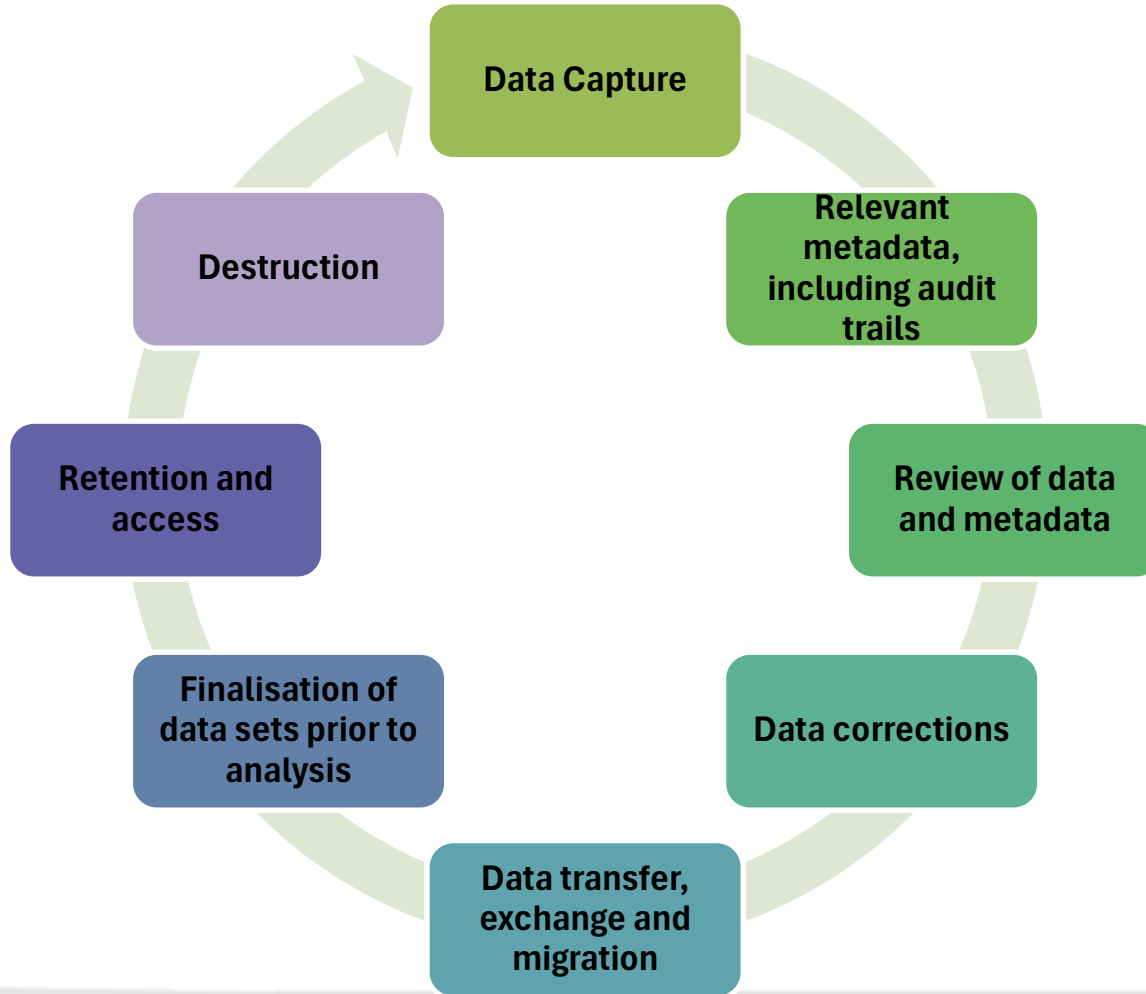 Data Capture
Relevant
metadata,
including audit
trails
Review of data
and metadata
Data corrections
Data transfer,
exchange and
migration
Finalisation of
data sets prior to
analysis
Retention and
access
Destruction